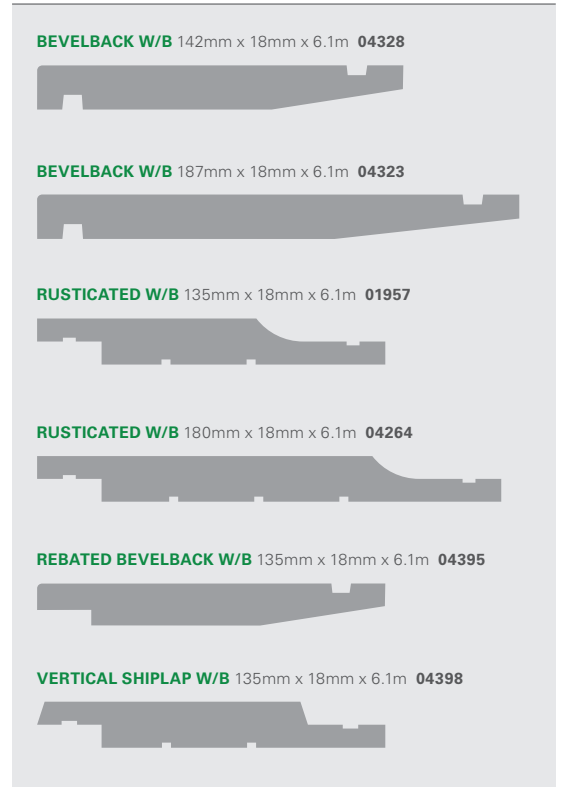 BEVELBACK W/B 142mm x 18mm x 6.1m 04328
BEVELBACK W/B 187mm x 18mm x 6.1m 04323
RUSTICATED W/B 135mm x 18mm x 6.1m 01957
RUSTICATED W/B 180mm x 18mm x 6.1m 04264
REBATED BEVELBACK W/B 135mm x 18mm x 6.1m 04395
VERTICAL SHIPLAP W/B 135mm x 18mm x 6.1m 04398